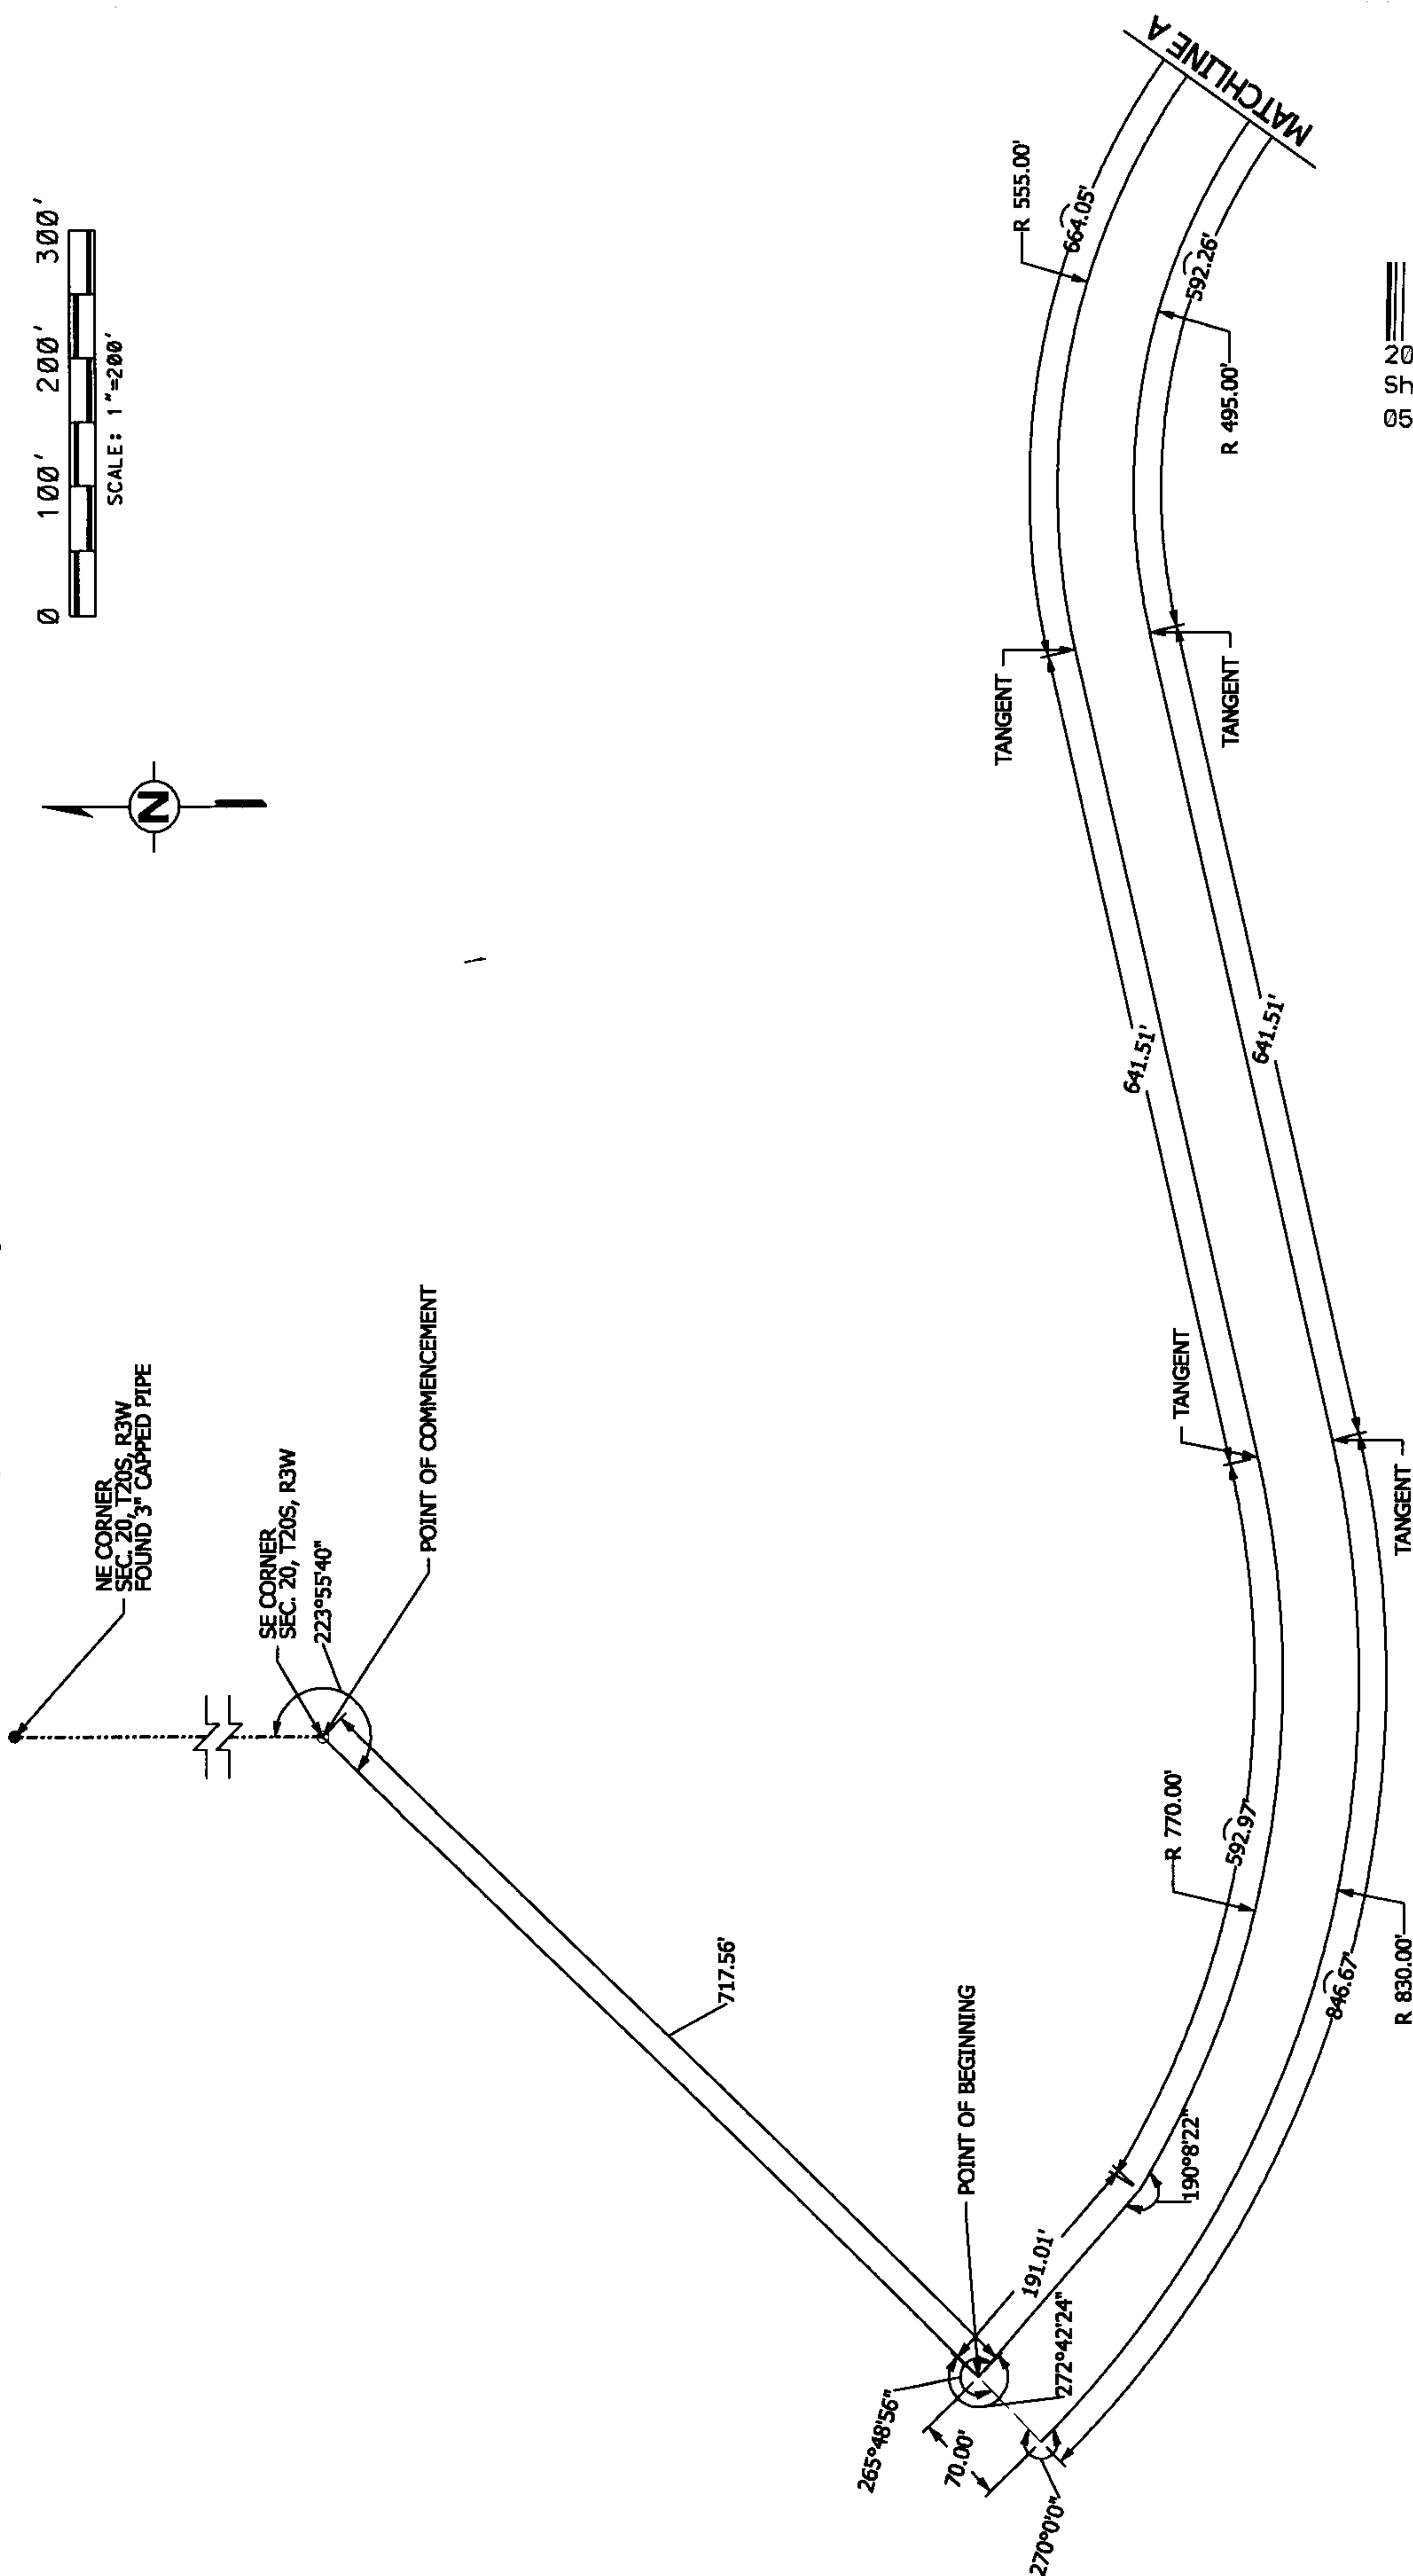 0 100' 200' 300'
SCALE: 1"=200'
N
NE CORNER
SEC. 20, T20S, R3W
FOUND 3" CAPPED PIPE
SE CORNER
SEC. 20, T20S, R3W
223°55'40"
POINT OF COMMENCEMENT
717.56'
POINT OF BEGINNING
265°48'56"
70.00'
270°0'0"
272°42'24"
191.01'
190°8'22"
592.97'
R 770.00'
846.67'
R 830.00'
TANGENT
TANGENT
641.51'
641.51'
TANGENT
TANGENT
R 555.00'
664.05'
592.26'
R 495.00'
MATCHLINE A
20
Sh
05